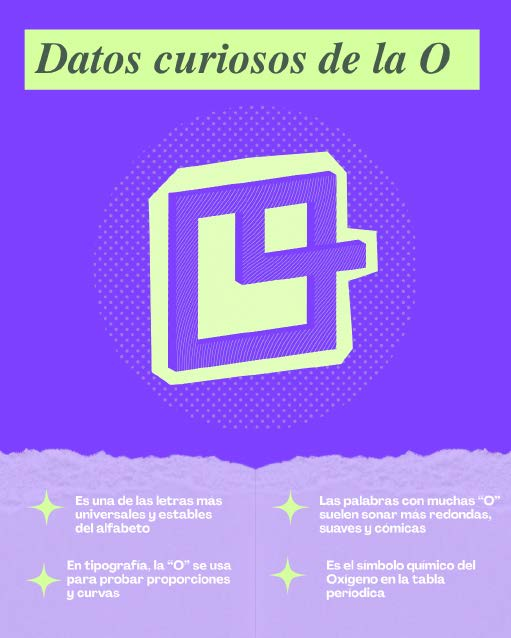 Datos curiosos de la O
Es una de las letras mas
universales y estables
del alfabeto
Las palabras con muchas “O”
suelen sonar más redondas,
suaves y cómicas
En tipografía, la “O” se usa
para probar proporciones
y curvas
Es el símbolo químico del
Oxígeno en la tabla
periódica